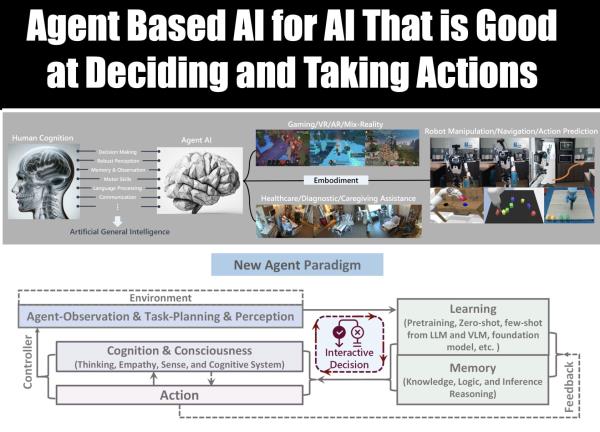 Agent Based AI for AI That is Good
at Deciding and Taking Actions
Human Cognition
Decision Making
Robust Perception
Memory & Observation
Motor Skills
Language Processing
Communication
Artificial General Intelligence
Agent AI
Gaming/VR/AR/Mix-Reality
Embodiment
Healthcare/Diagnostic/Caregiving Assistance
Robot Manipulation/Navigation/Action Prediction
New Agent Paradigm
Environment
Agent-Observation & Task-Planning & Perception
Controller
Cognition & Consciousness
(Thinking, Empathy, Sense, and Cognitive System)
Action
Interactive
Decision
Learning
(Pretraining, Zero-shot, few-shot
from LLM and VLM, foundation
model, etc. )
Memory
(Knowledge, Logic, and Inference
Reasoning)
Feedback